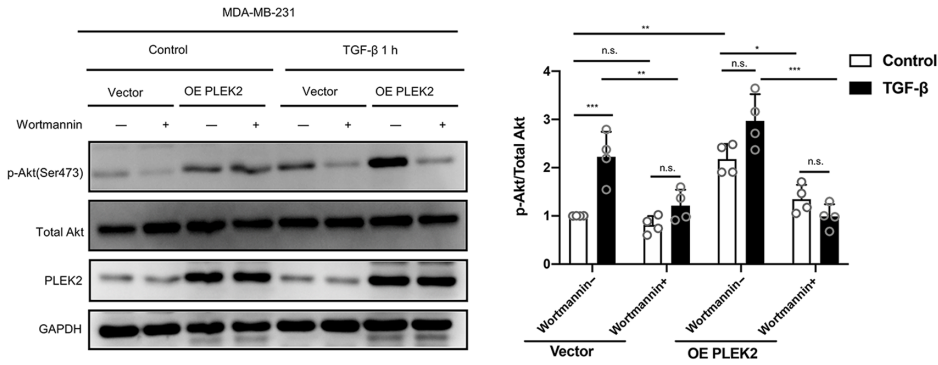 MDA-MB-231
Control TGF-β 1 h
Vector OE PLEK2 Vector OE PLEK2
Wortmannin — + — + — + — +
p-Akt(Ser473)
Total Akt
PLEK2
GAPDH
** 
n.s. * Control
** n.s. *** TGF-β
*** n.s. n.s.
p-Akt/Total Akt
4
3
2
1
0
Wortmannin− Wortmannin+ Wortmannin− Wortmannin+
Vector OE PLEK2